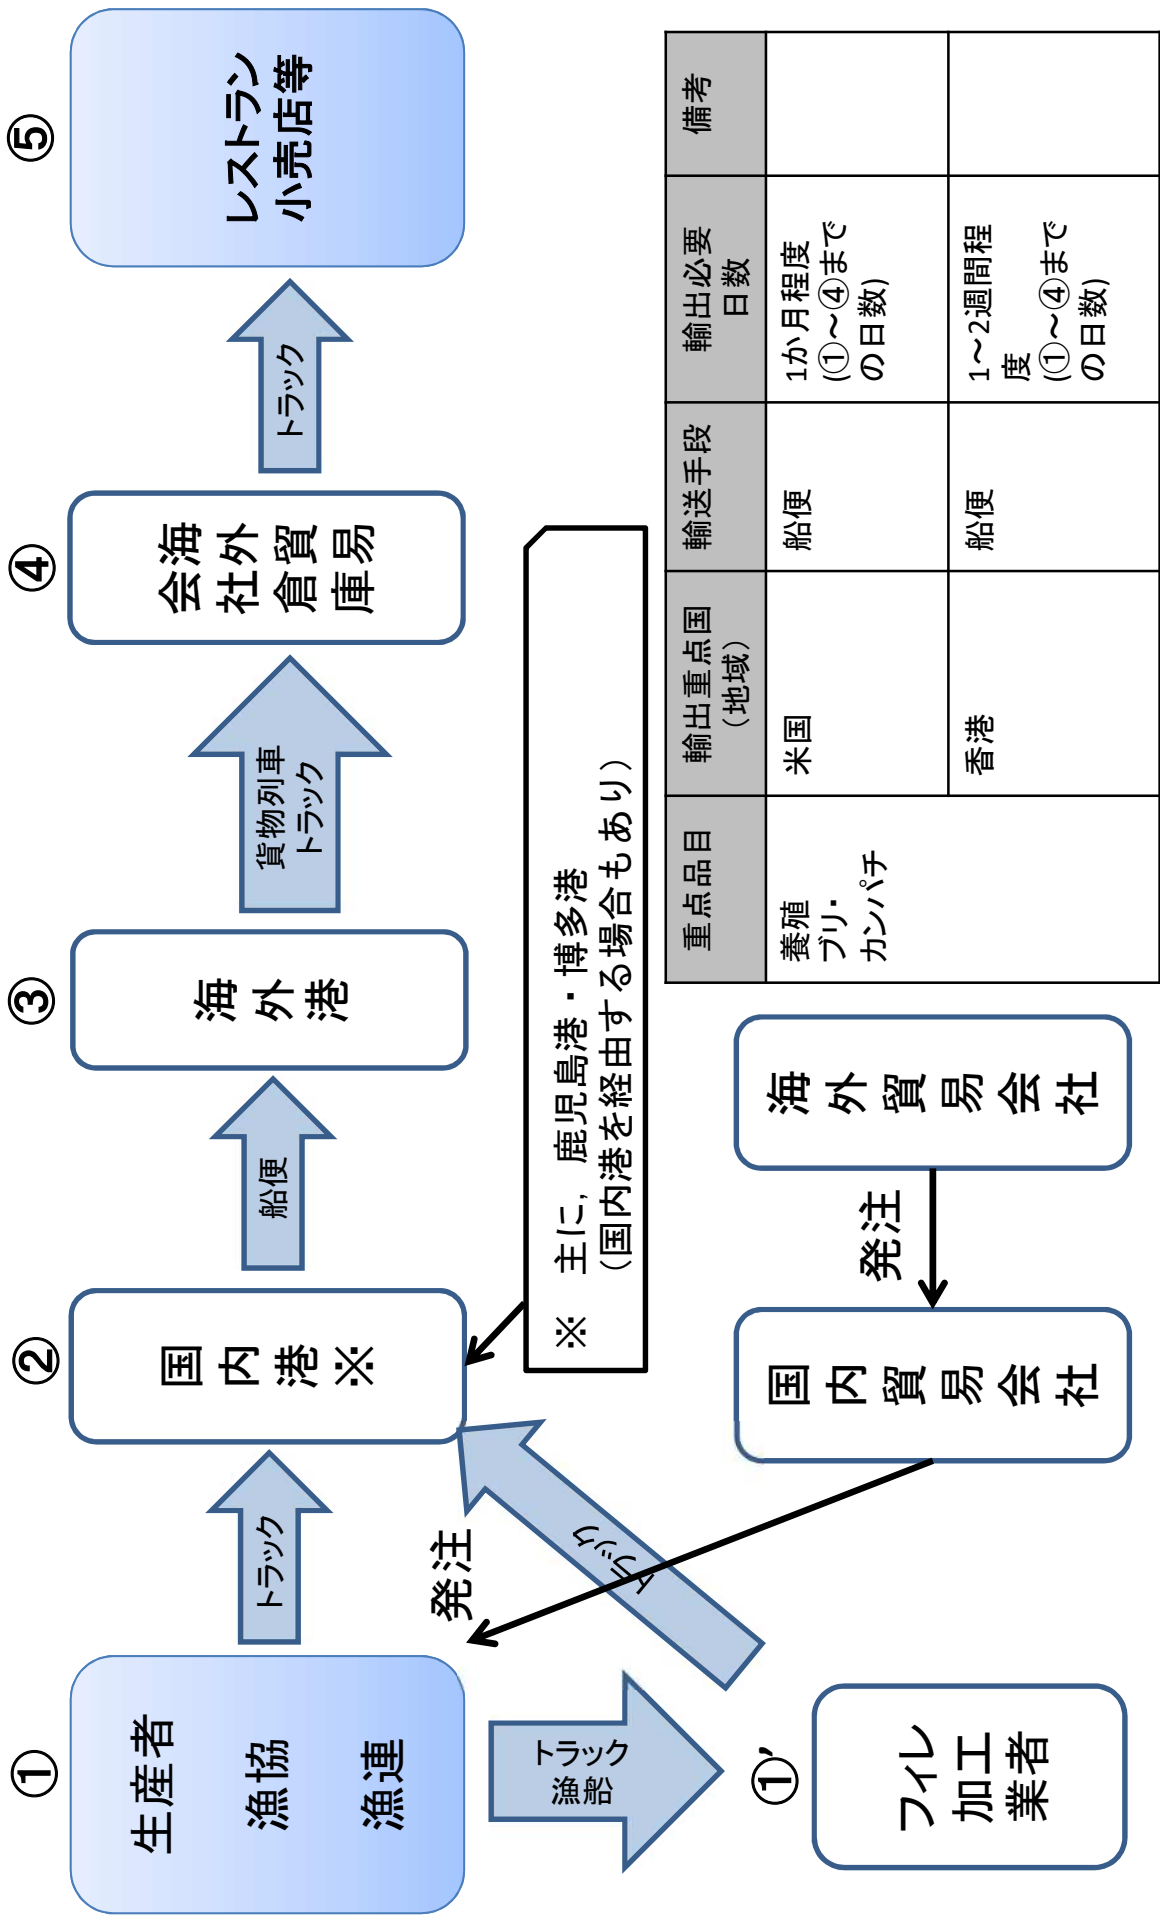 ①
生産者
漁協
漁連
トラック
②
国内港※
船便
③
海外港
貨物列車
トラック
④
海外貿易
会社倉庫
トラック
⑤
レストラン
小売店等
トラック
漁船
①’
フィレ
加工
業者
トラック
発注
※　主に，鹿児島港・博多港
（国内港を経由する場合もあり）
国内貿易会社
発注
海外貿易会社
重点品目
輸出重点国
（地域）
輸送手段
輸出必要
日数
備考
養殖
ブリ・
カンパチ
米国
船便
1か月程度
(①～④まで
の日数)
香港
船便
1～2週間程
度
(①～④まで
の日数)